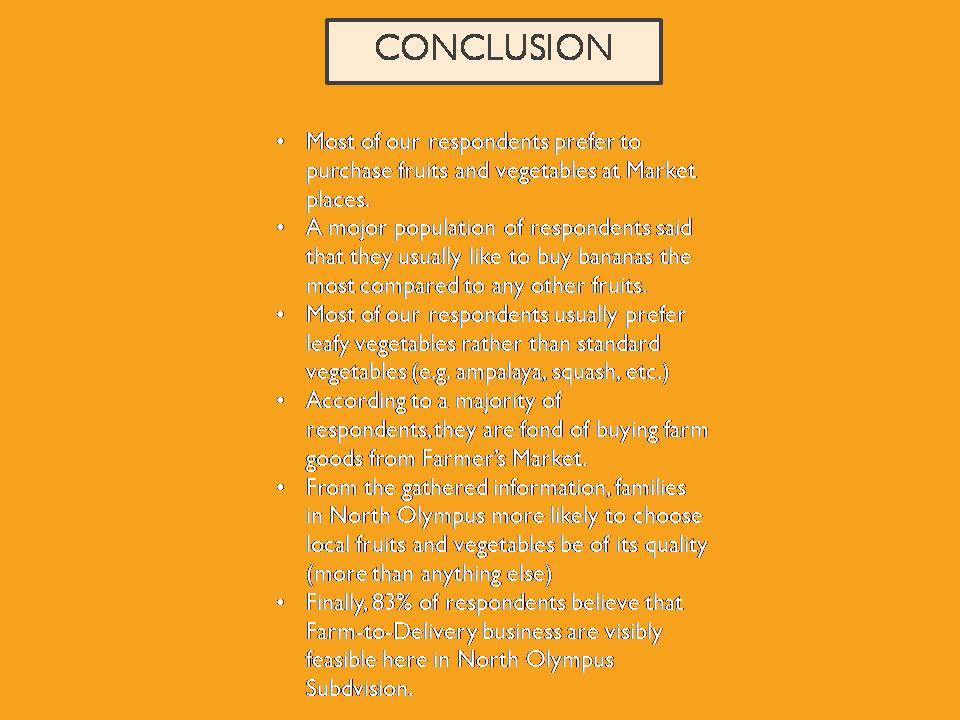 CONCLUSION
• Most of our respondents prefer to
purchase fruits and vegetables at Market
places.
• A mojor population of respondents said
that they usually like to buy bananas the
most compared to any other fruits.
• Most of our respondents usually prefer
leafy vegetables rather than standard
vegetables (e.g. ampalaya, squash, etc.)
• According to a majority of
respondents, they are fond of buying farm
goods from Farmer's Market.
• From the gathered information, families
in North Olympus more likely to choose
local fruits and vegetables be of its quality
(more than anything else)
• Finally, 83% of respondents believe that
Farm-to-Delivery business are visibly
feasible here in North Olympus
Subdvision.